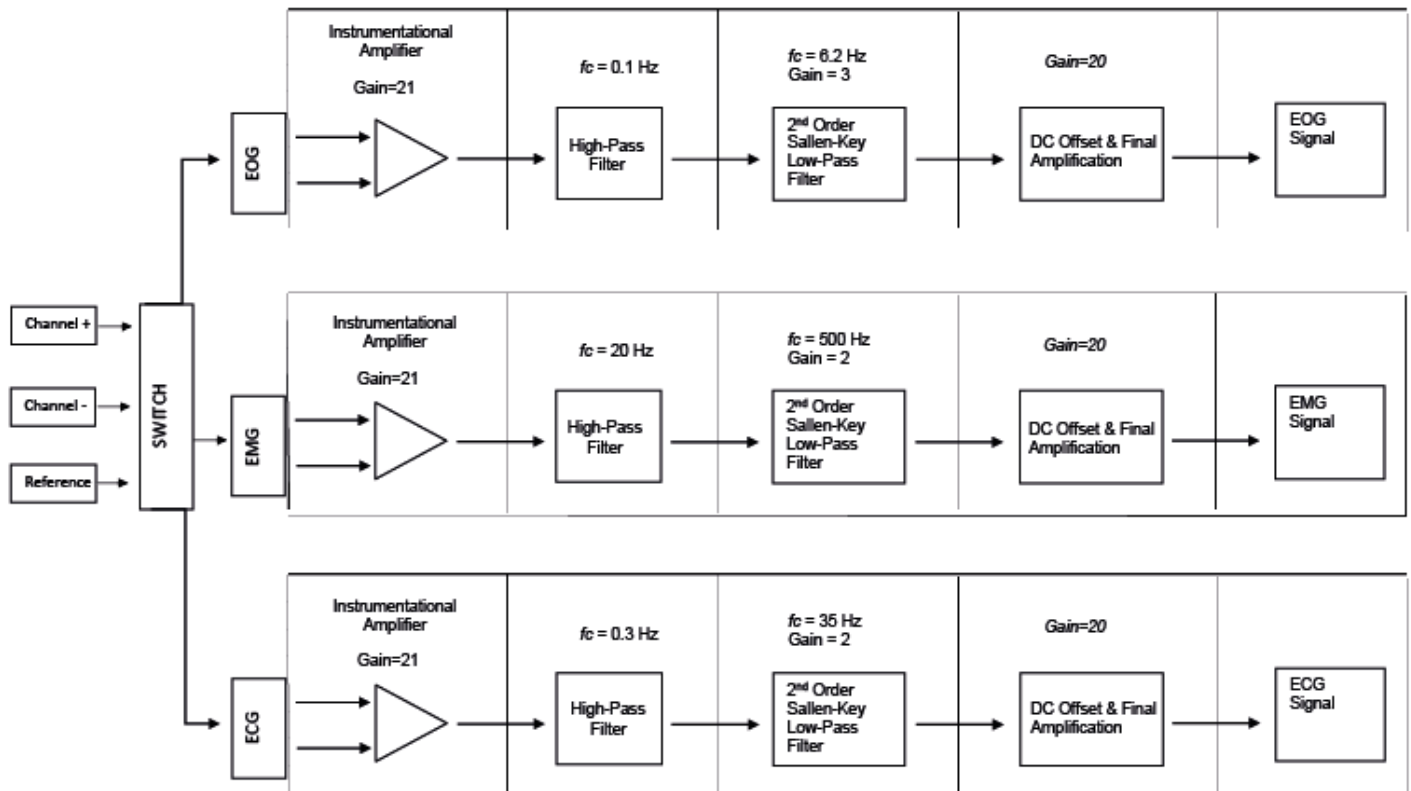 Channel +
Channel -
Reference
SWITCH
EOG
Instrumentational
Amplifier
Gain=21
fc = 0.1 Hz
High-Pass
Filter
fc = 6.2 Hz
Gain = 3
2nd Order
Sallen-Key
Low-Pass
Filter
Gain=20
DC Offset & Final
Amplification
EOG
Signal
EMG
Instrumentational
Amplifier
Gain=21
fc = 20 Hz
High-Pass
Filter
fc = 500 Hz
Gain = 2
2nd Order
Sallen-Key
Low-Pass
Filter
Gain=20
DC Offset & Final
Amplification
EMG
Signal
ECG
Instrumentational
Amplifier
Gain=21
fc = 0.3 Hz
High-Pass
Filter
fc = 35 Hz
Gain = 2
2nd Order
Sallen-Key
Low-Pass
Filter
Gain=20
DC Offset & Final
Amplification
ECG
Signal